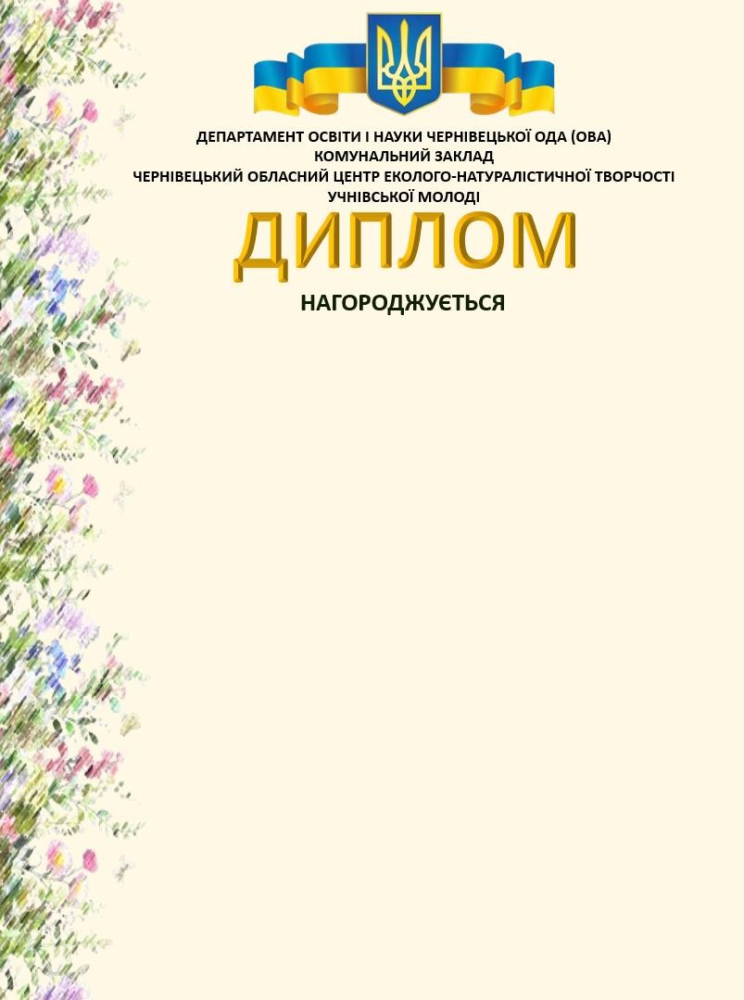 ДЕПАРТАМЕНТ ОСВІТИ І НАУКИ ЧЕРНІВЕЦЬКОЇ ОДА (ОВА)
КОМУНАЛЬНИЙ ЗАКЛАД
ЧЕРНІВЕЦЬКИЙ ОБЛАСНИЙ ЦЕНТР ЕКОЛОГО-НАТУРАЛІСТИЧНОЇ ТВОРЧОСТІ
УЧНІВСЬКОЇ МОЛОДІ
ДИПЛОМ
НАГОРОДЖУЄТЬСЯ